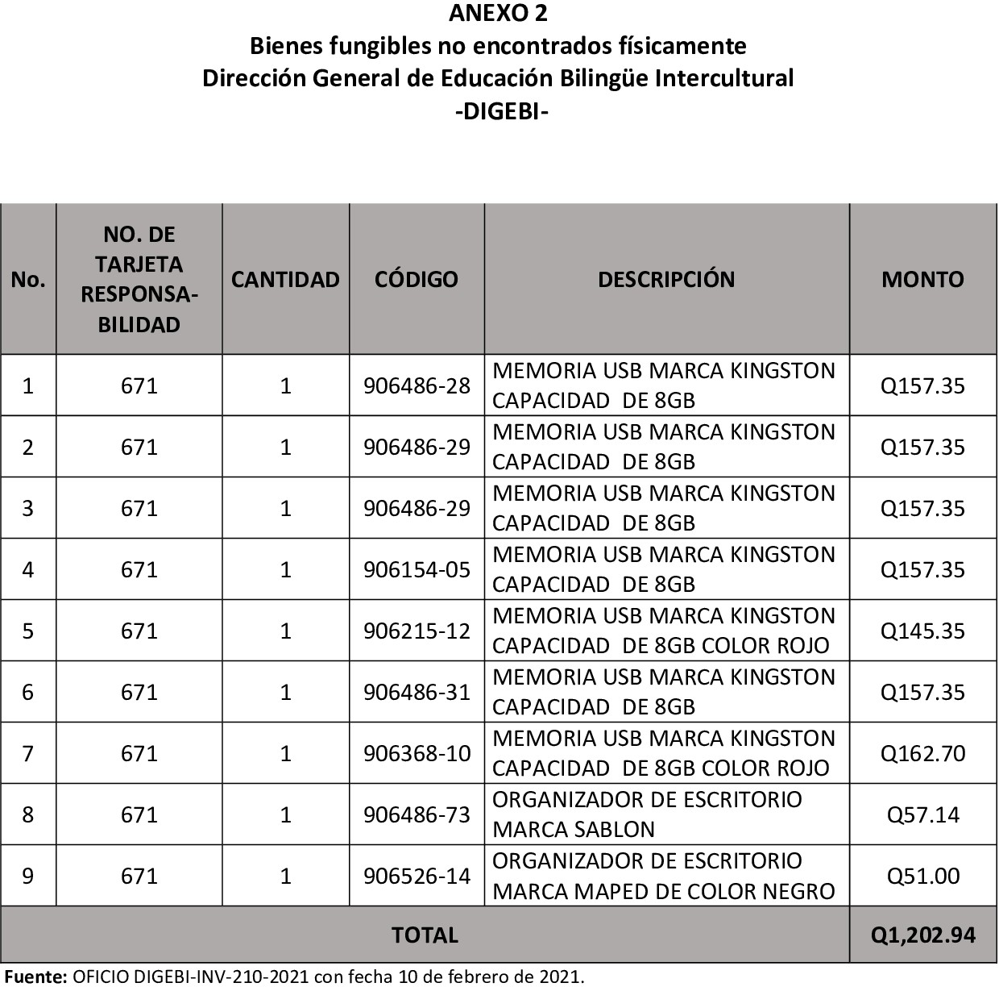 ANEXO 2
Bienes fungibles no encontrados físicamente
Dirección General de Educación Bilingüe Intercultural
-DIGEBI-
No. NO. DE TARJETA RESPONSA-BILIDAD CANTIDAD CÓDIGO DESCRIPCIÓN MONTO
1 671 1 906486-28 MEMORIA USB MARCA KINGSTON CAPACIDAD DE 8GB Q157.35
2 671 1 906486-29 MEMORIA USB MARCA KINGSTON CAPACIDAD DE 8GB Q157.35
3 671 1 906486-29 MEMORIA USB MARCA KINGSTON CAPACIDAD DE 8GB Q157.35
4 671 1 906154-05 MEMORIA USB MARCA KINGSTON CAPACIDAD DE 8GB Q157.35
5 671 1 906215-12 MEMORIA USB MARCA KINGSTON CAPACIDAD DE 8GB COLOR ROJO Q145.35
6 671 1 906486-31 MEMORIA USB MARCA KINGSTON CAPACIDAD DE 8GB Q157.35
7 671 1 906368-10 MEMORIA USB MARCA KINGSTON CAPACIDAD DE 8GB COLOR ROJO Q162.70
8 671 1 906486-73 ORGANIZADOR DE ESCRITORIO MARCA SABLON Q57.14
9 671 1 906526-14 ORGANIZADOR DE ESCRITORIO MARCA MAPED DE COLOR NEGRO Q51.00
TOTAL Q1,202.94
Fuente: OFICIO DIGEBI-INV-210-2021 con fecha 10 de febrero de 2021.